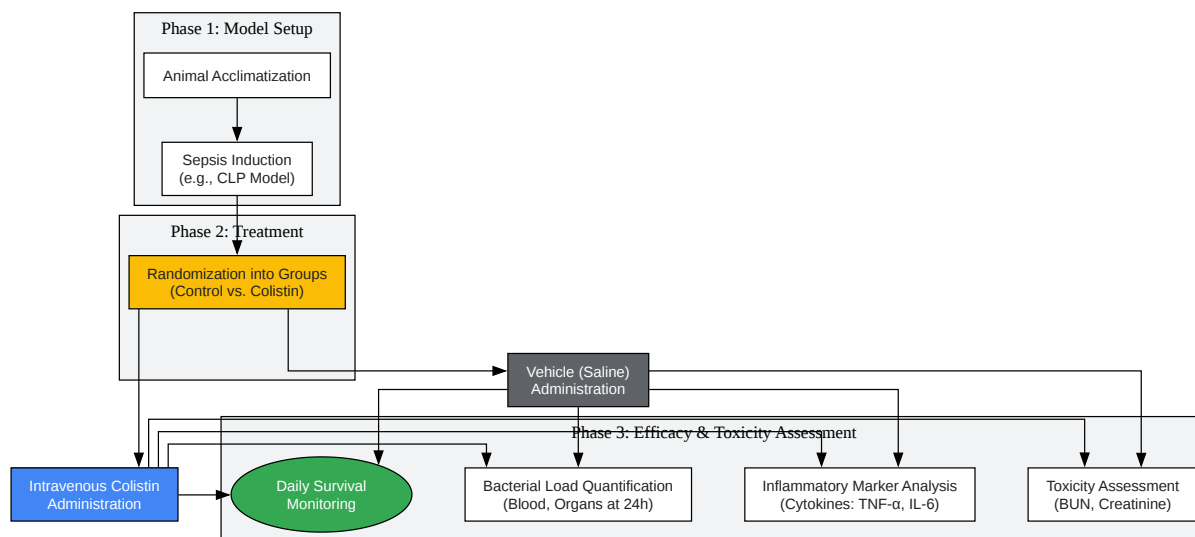 Phase 1: Model Setup
Animal Acclimatization
Sepsis Induction
(e.g., CLP Model)
Phase 2: Treatment
Randomization into Groups
(Control vs. Colistin)
Vehicle (Saline)
Administration
Phase 3: Efficacy & Toxicity Assessment
Intravenous Colistin
Administration
Daily Survival
Monitoring
Bacterial Load Quantification
(Blood, Organs at 24h)
Inflammatory Marker Analysis
(Cytokines: TNF-α, IL-6)
Toxicity Assessment
(BUN, Creatinine)